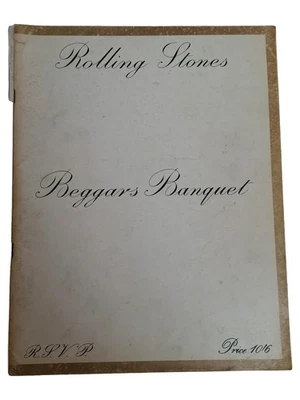 Rolling Stones
Beggars Banquet
R.S.V.P
Price 10/6